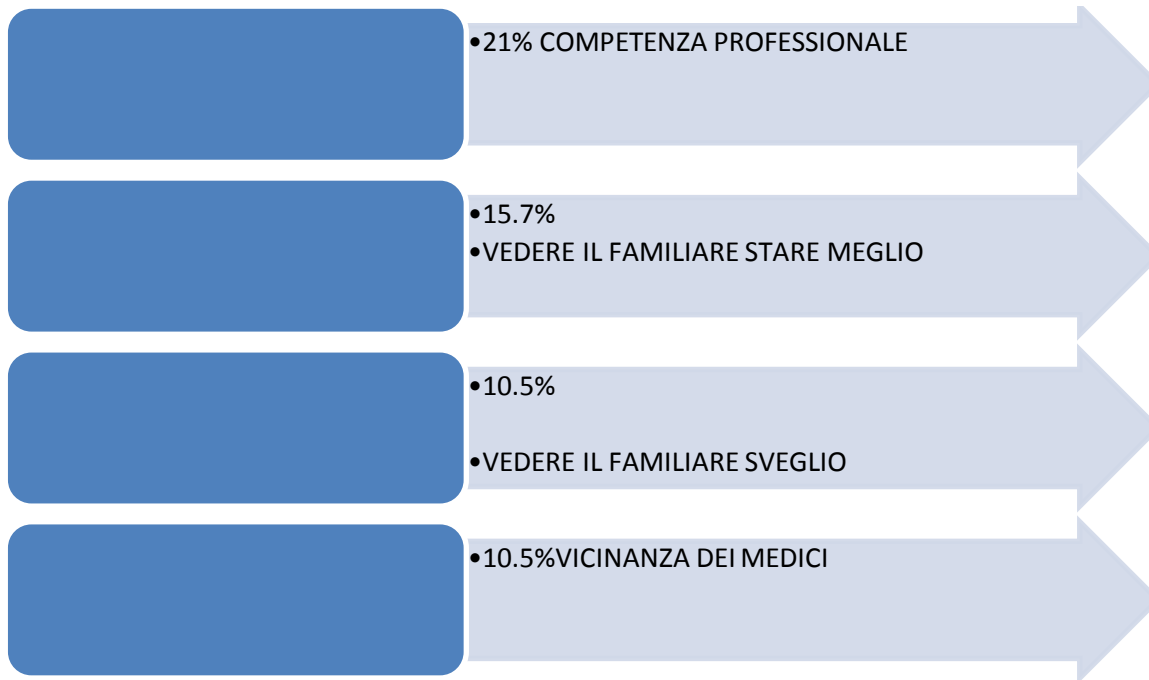 •21% COMPETENZA PROFESSIONALE
•15.7%
•VEDERE IL FAMILIARE STARE MEGLIO
•10.5%
•VEDERE IL FAMILIARE SVEGLIO
•10.5%VICINANZA DEI MEDICI